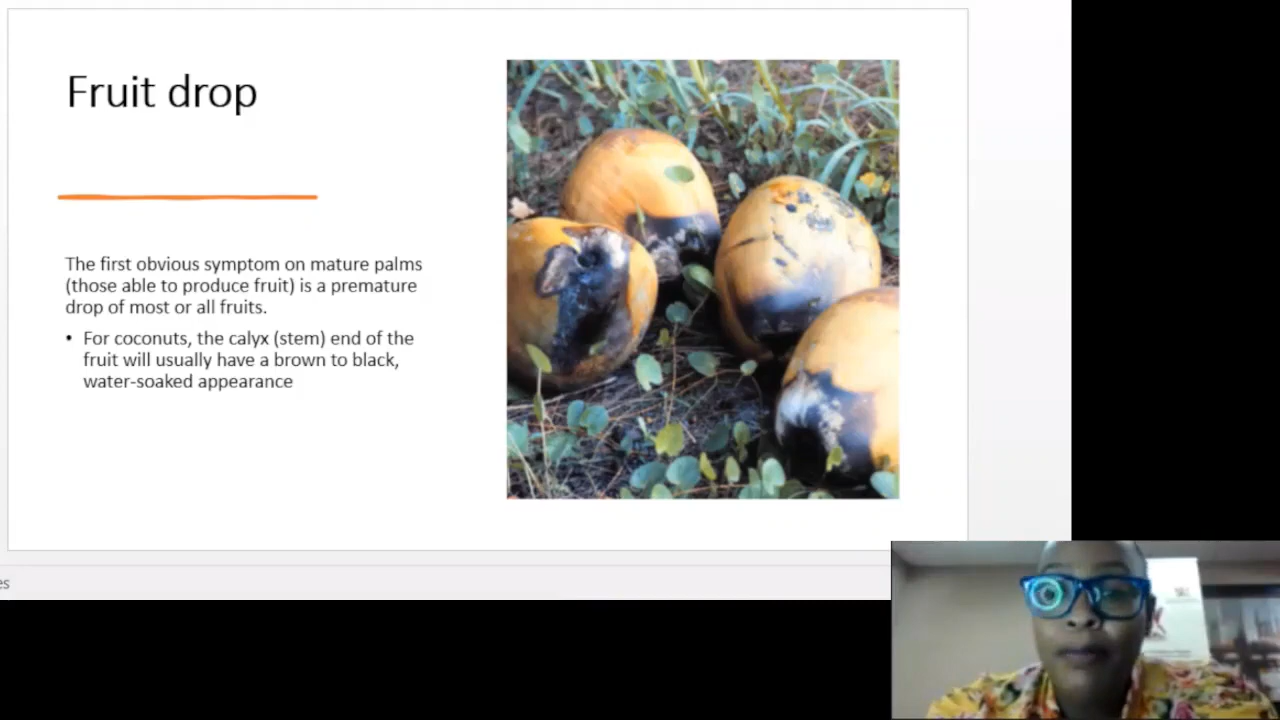 Fruit drop
The first obvious symptom on mature palms
(those able to produce fruit) is a premature
drop of most or all fruits.
• For coconuts, the calyx (stem) end of the
fruit will usually have a brown to black,
water-soaked appearance
es